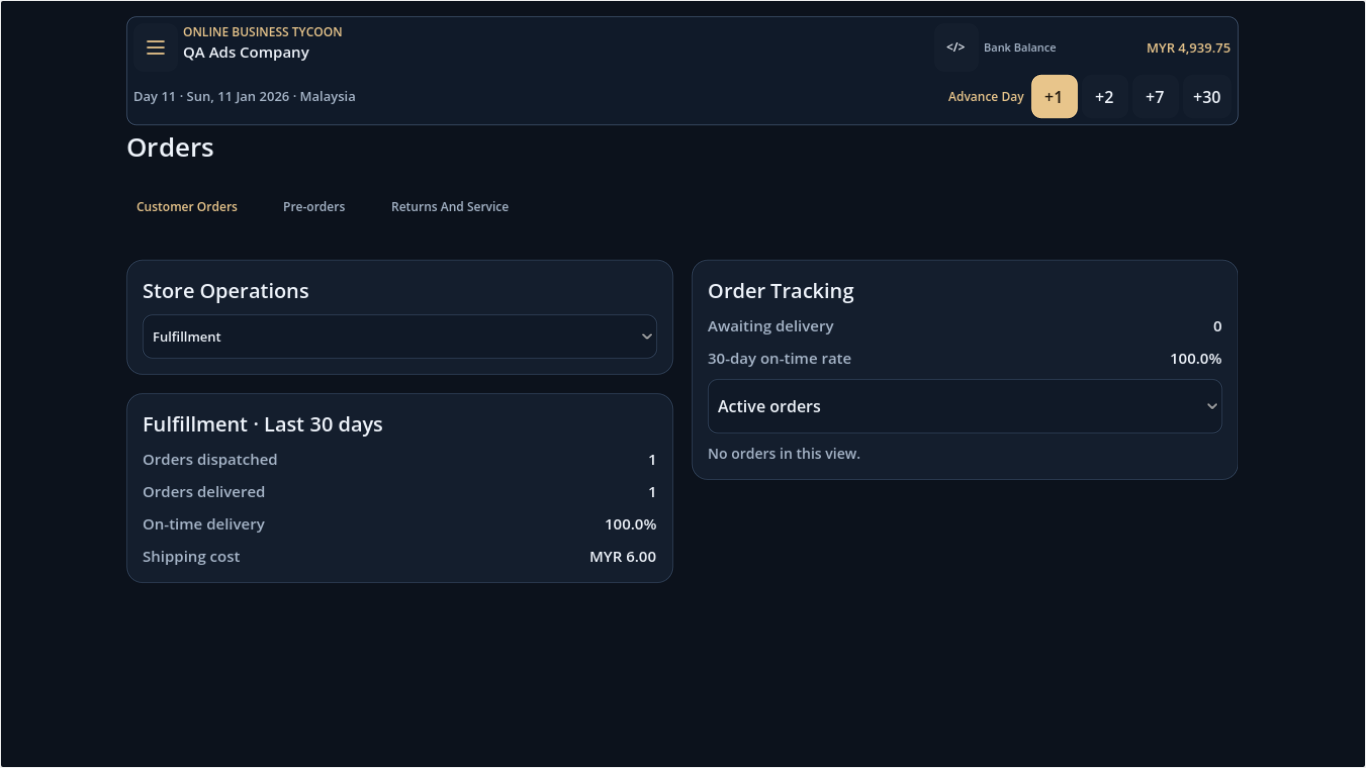 ONLINE BUSINESS TYCOON
QA Ads Company
</> Bank Balance MYR 4,939.75
Day 11 · Sun, 11 Jan 2026 · Malaysia
Advance Day +1 +2 +7 +30
Orders
Customer Orders Pre-orders Returns And Service
Store Operations
Fulfillment
Fulfillment · Last 30 days
Orders dispatched 1
Orders delivered 1
On-time delivery 100.0%
Shipping cost MYR 6.00
Order Tracking
Awaiting delivery 0
30-day on-time rate 100.0%
Active orders
No orders in this view.